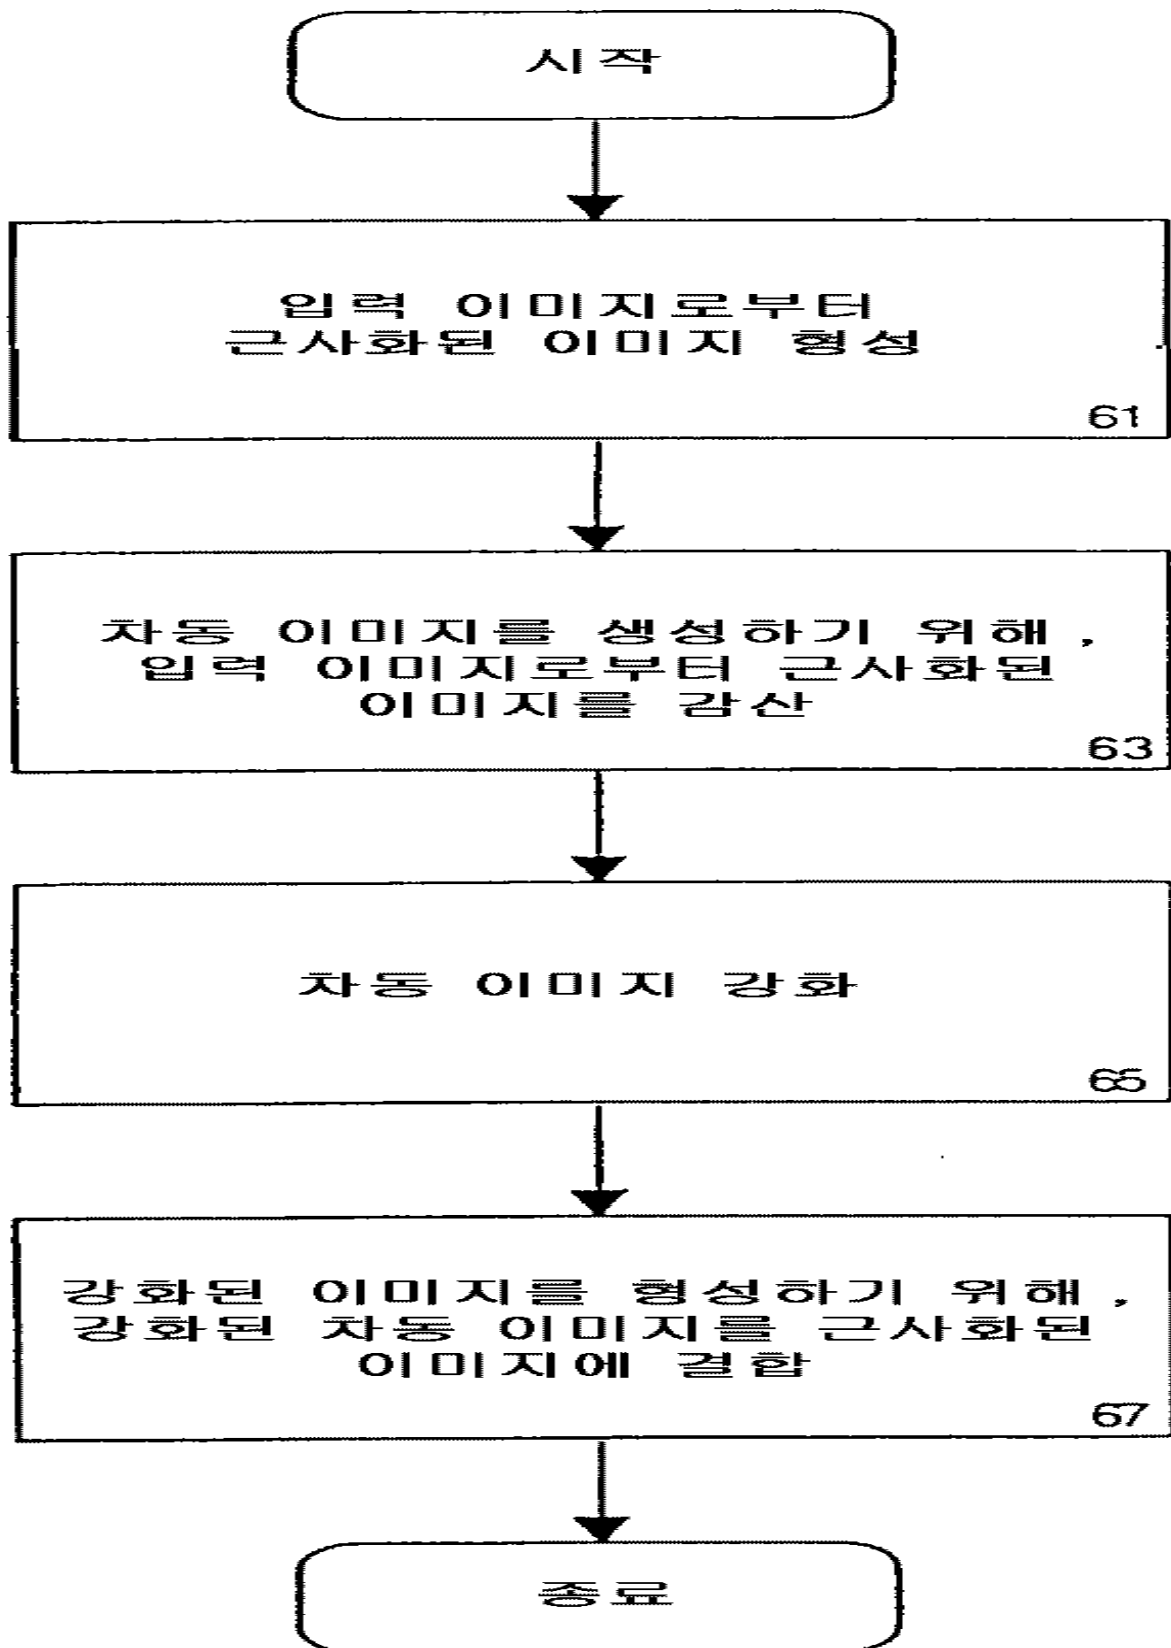 시작
입력 이미지로부터
근사화된 이미지 형성
61
차동 이미지를 생성하기 위해,
입력 이미지로부터 근사화된
이미지를 감산
63
차동 이미지 강화
65
강화된 이미지를 형성하기 위해,
강화된 차동 이미지를 근사화된
이미지에 결합
67
종료